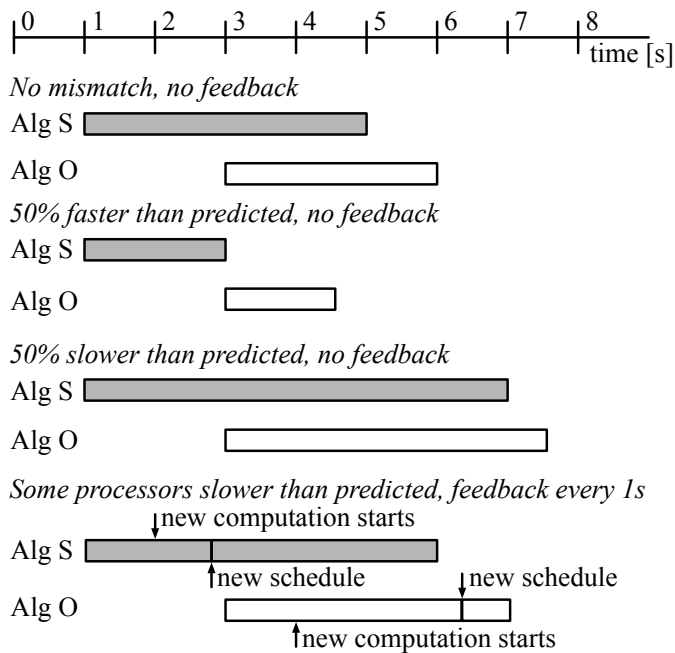 0 1 2 3 4 5 6 7 8
time [s]
No mismatch, no feedback
Alg S
Alg O
50% faster than predicted, no feedback
Alg S
Alg O
50% slower than predicted, no feedback
Alg S
Alg O
Some processors slower than predicted, feedback every 1s
new computation starts
Alg S
new schedule
new schedule
Alg O
new computation starts